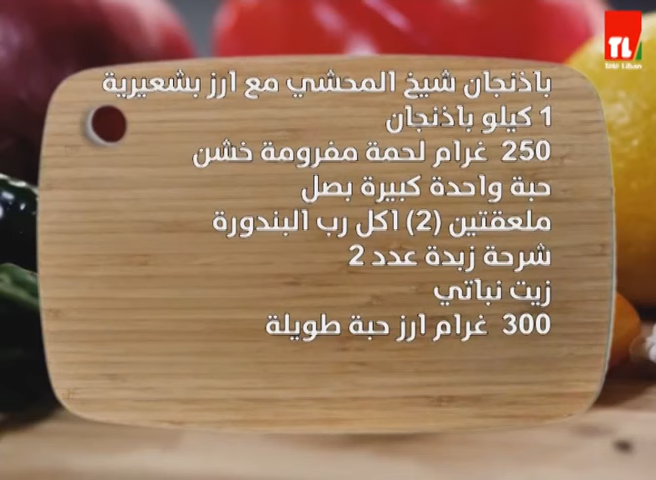 باذنجان شيخ المحشي مع ارز بشعيرية
1 كيلو باذنجان
250 غرام لحمة مفرومة خشن
حبة واحدة كبيرة بصل
ملعقتين (2) اكل رب البندورة
شرحة زبدة عدد 2
زيت نباتي
300 غرام ارز حبة طويلة
TL
Télé Liban